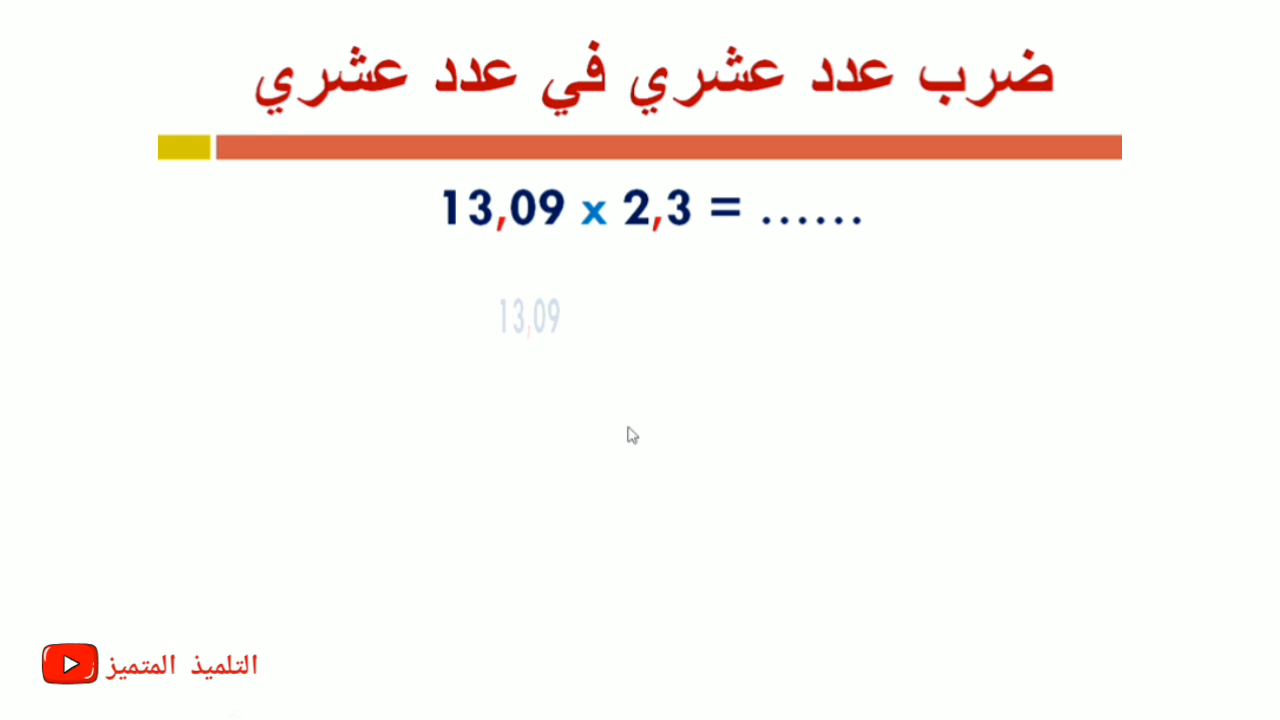 ضرب عدد عشري في عدد عشري
13,09 x 2,3 = ......
13,09
التلميذ المتميز